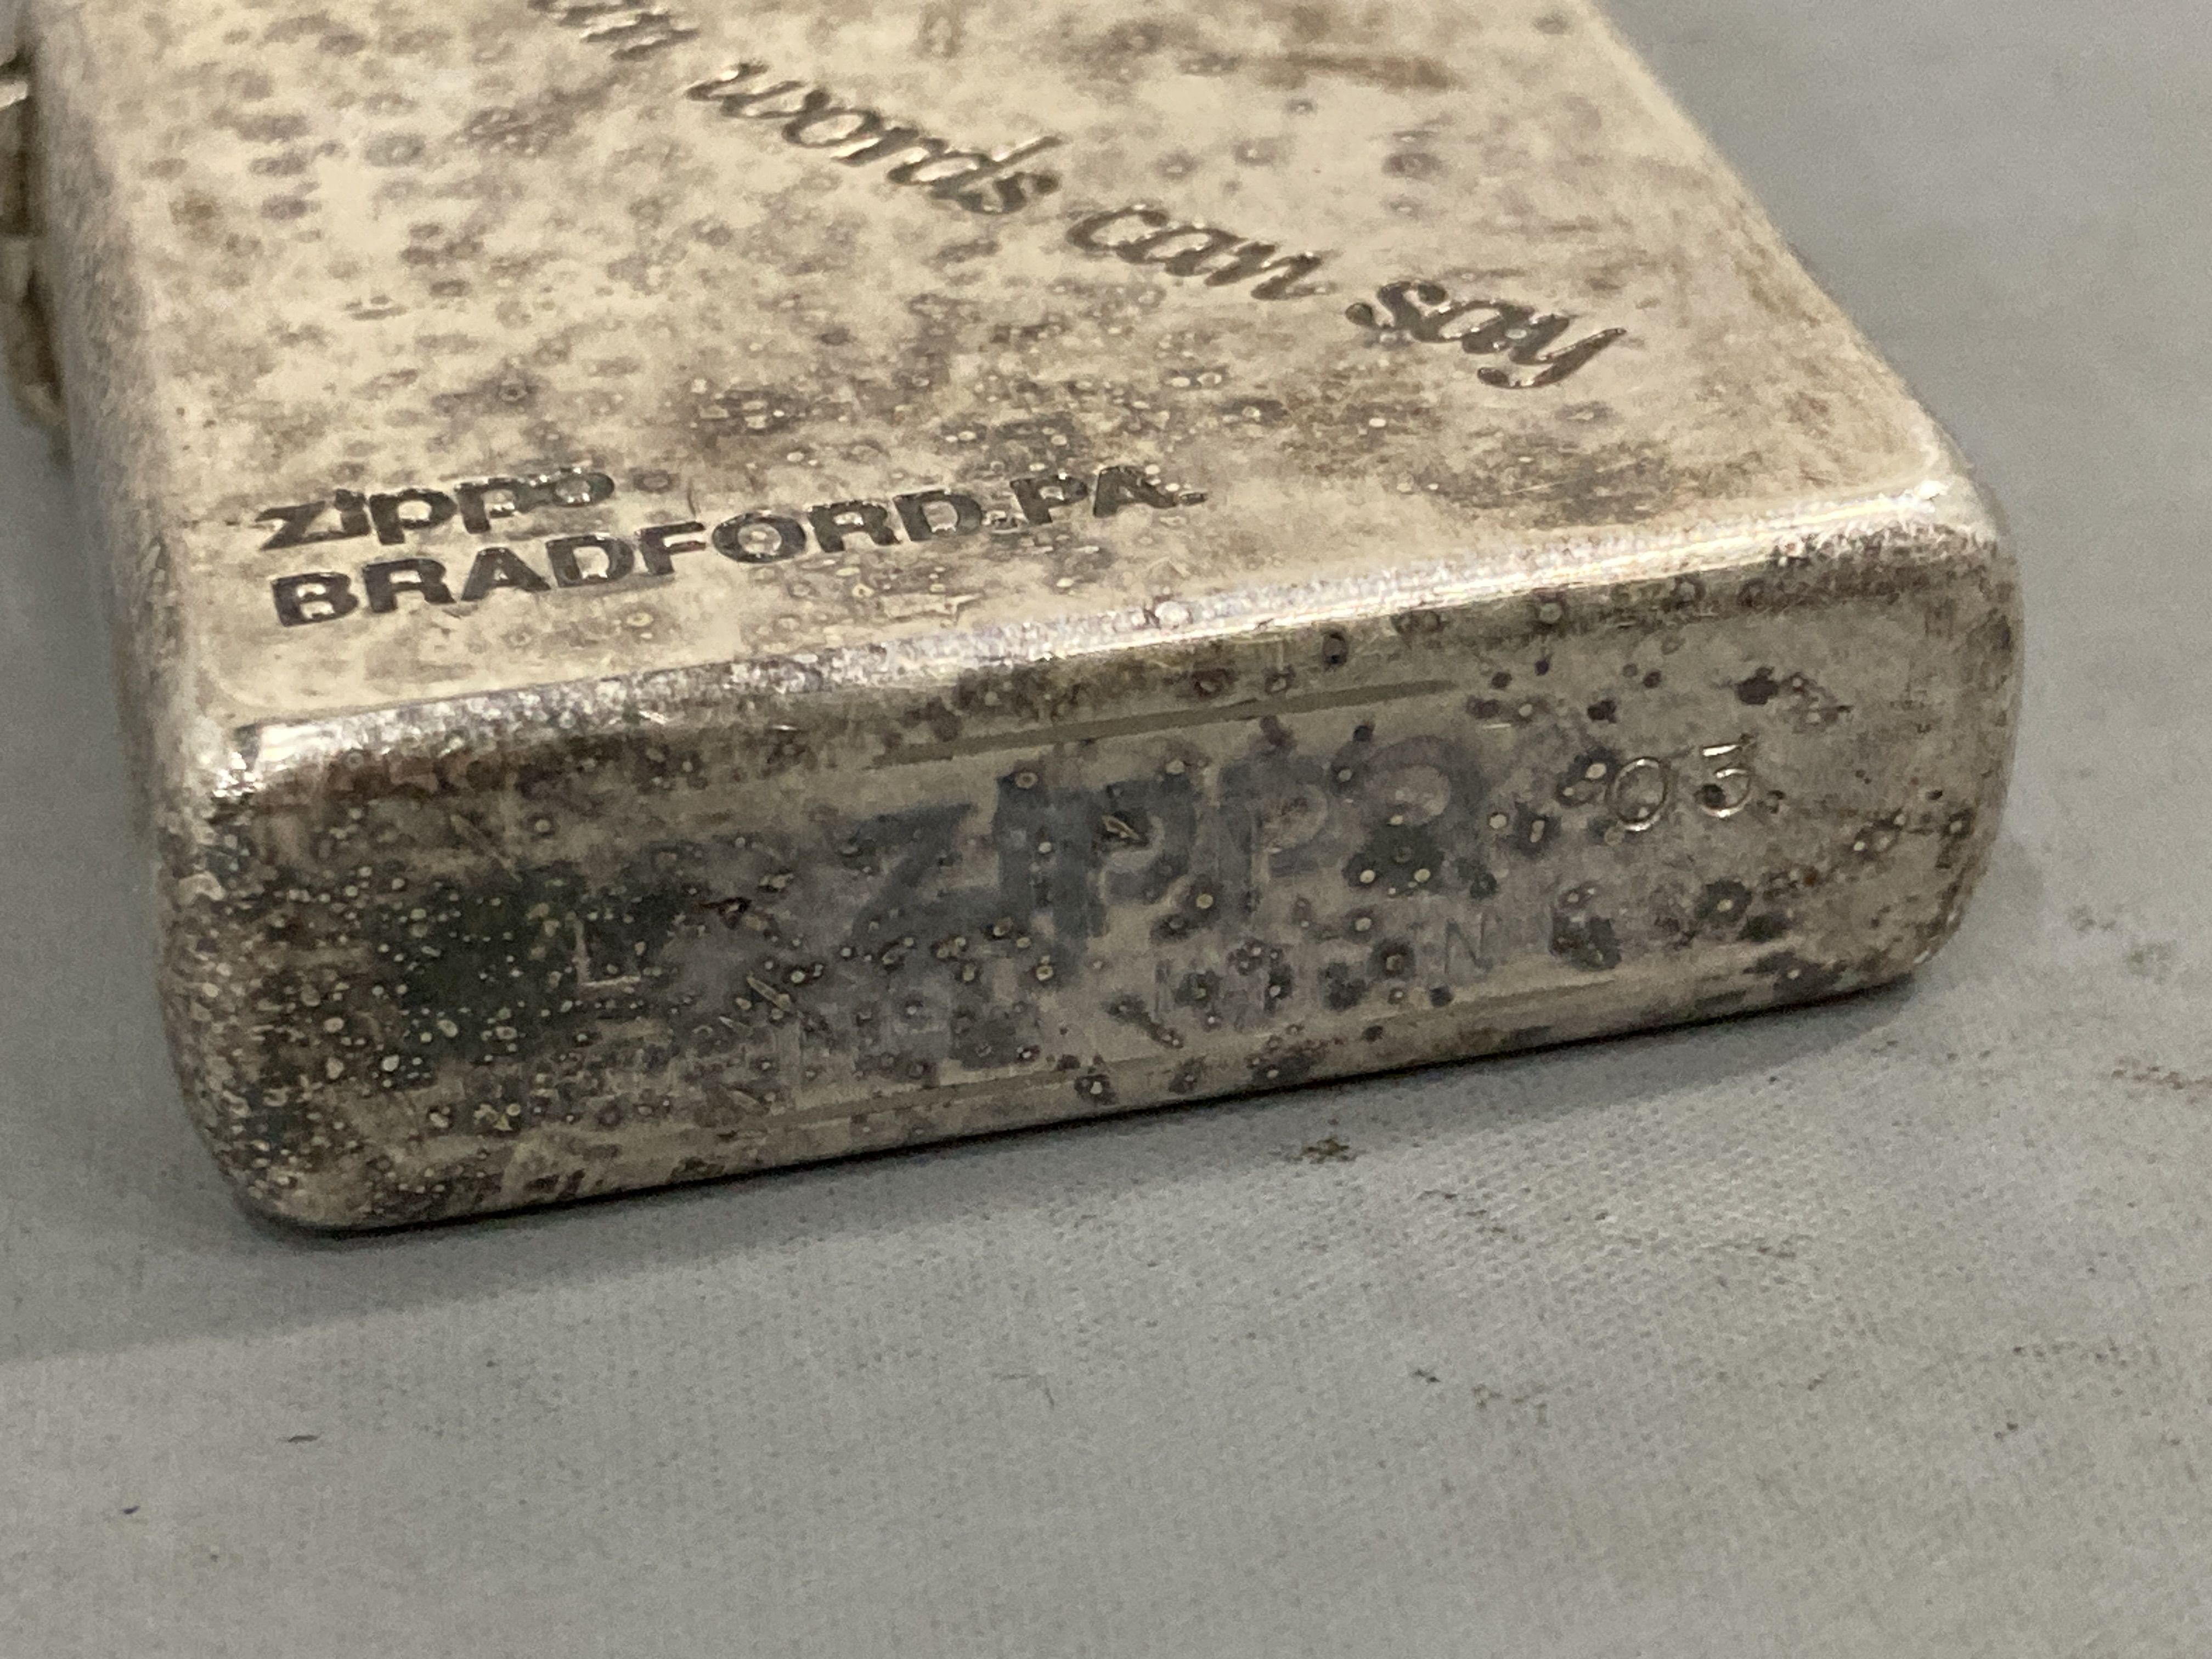 words can say
zippo
BRADFORD.PA.
L zippo 03